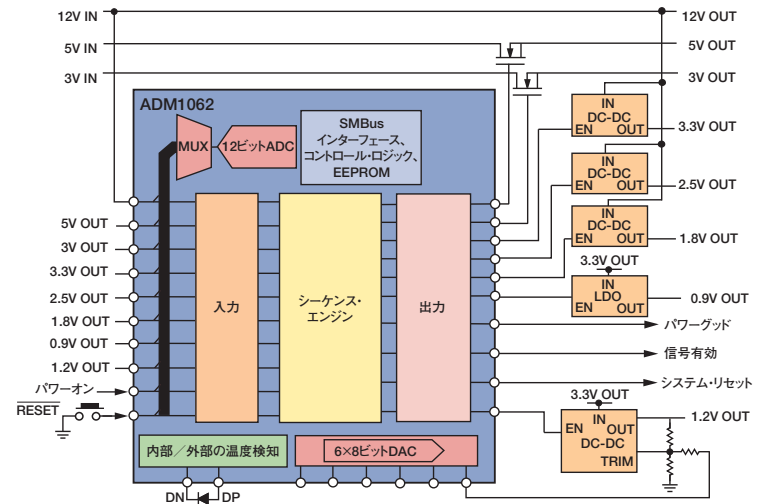 12V IN
12V OUT
5V IN
5V OUT
3V IN
3V OUT
ADM1062
MUX
12ビットADC
SMBus
インターフェース、
コントロール・ロジック、
EEPROM
IN
DC-DC
EN OUT
3.3V OUT
IN
DC-DC
EN OUT
2.5V OUT
IN
DC-DC
EN OUT
1.8V OUT
3.3V OUT
IN
LDO
EN OUT
0.9V OUT
5V OUT
3V OUT
3.3V OUT
2.5V OUT
1.8V OUT
0.9V OUT
1.2V OUT
パワーオン
RESET
入力
シーケンス・
エンジン
出力
パワーグッド
信号有効
システム・リセット
3.3V OUT
IN
EN OUT
DC-DC
TRIM
1.2V OUT
内部/外部の温度検知
6×8ビットDAC
DN DP